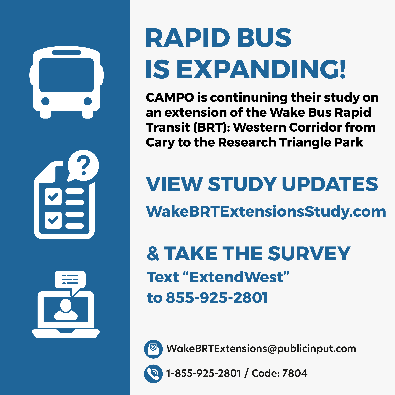 RAPID BUS
IS EXPANDING!
CAMPO is continuning their study on
an extension of the Wake Bus Rapid
Transit (BRT): Western Corridor from
Cary to the Research Triangle Park
VIEW STUDY UPDATES
WakeBRTExtensionsStudy.com
& TAKE THE SURVEY
Text “ExtendWest”
to 855-925-2801
WakeBRTExtensions@publicinput.com
1-855-925-2801 / Code: 7804
?